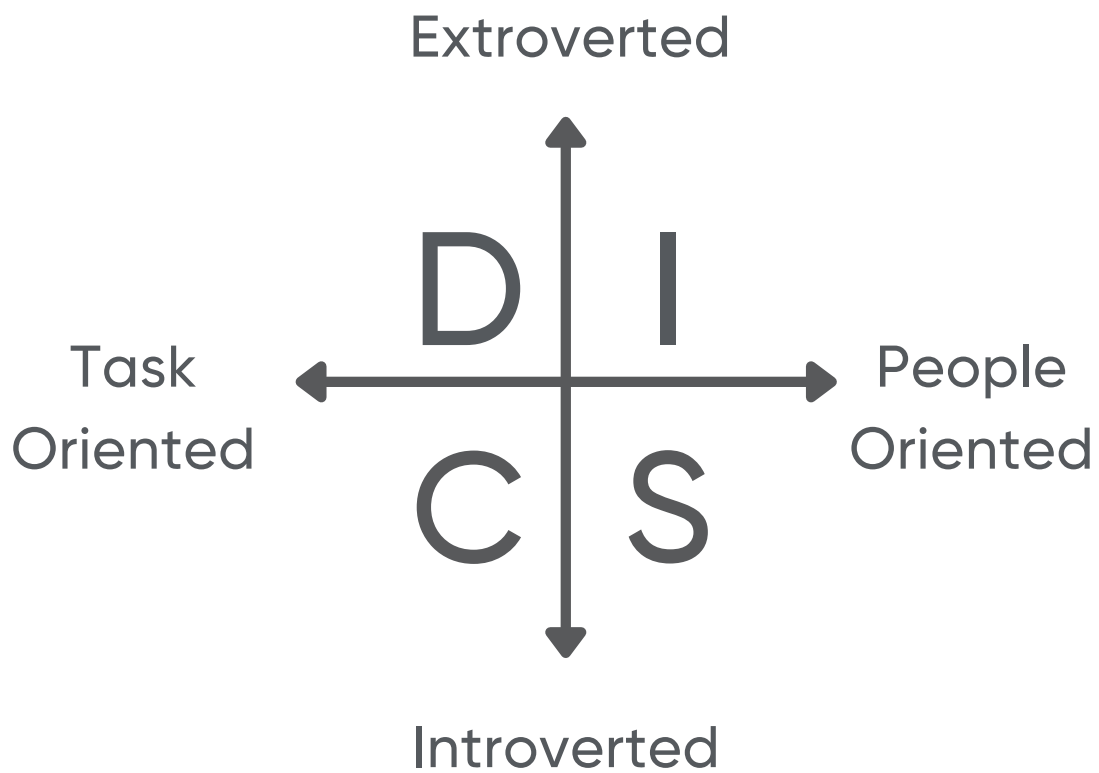 Extroverted
D I
Task
Oriented
People
Oriented
C S
Introverted